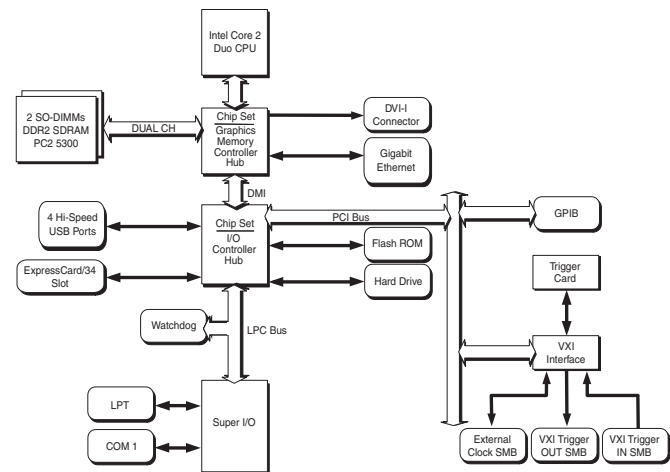 Intel Core 2
Duo CPU
2 SO-DIMMs
DDR2 SDRAM
PC2 5300
DUAL CH
Chip Set
Graphics
Memory
Controller
Hub
DVI-I
Connector
Gigabit
Ethernet
DMI
4 Hi-Speed
USB Ports
Chip Set
I/O
Controller
Hub
PCI Bus
GPIB
Flash ROM
ExpressCard/34
Slot
Hard Drive
Trigger
Card
Watchdog
LPC Bus
VXI
Interface
LPT
Super I/O
COM 1
External
Clock SMB
VXI Trigger
OUT SMB
VXI Trigger
IN SMB